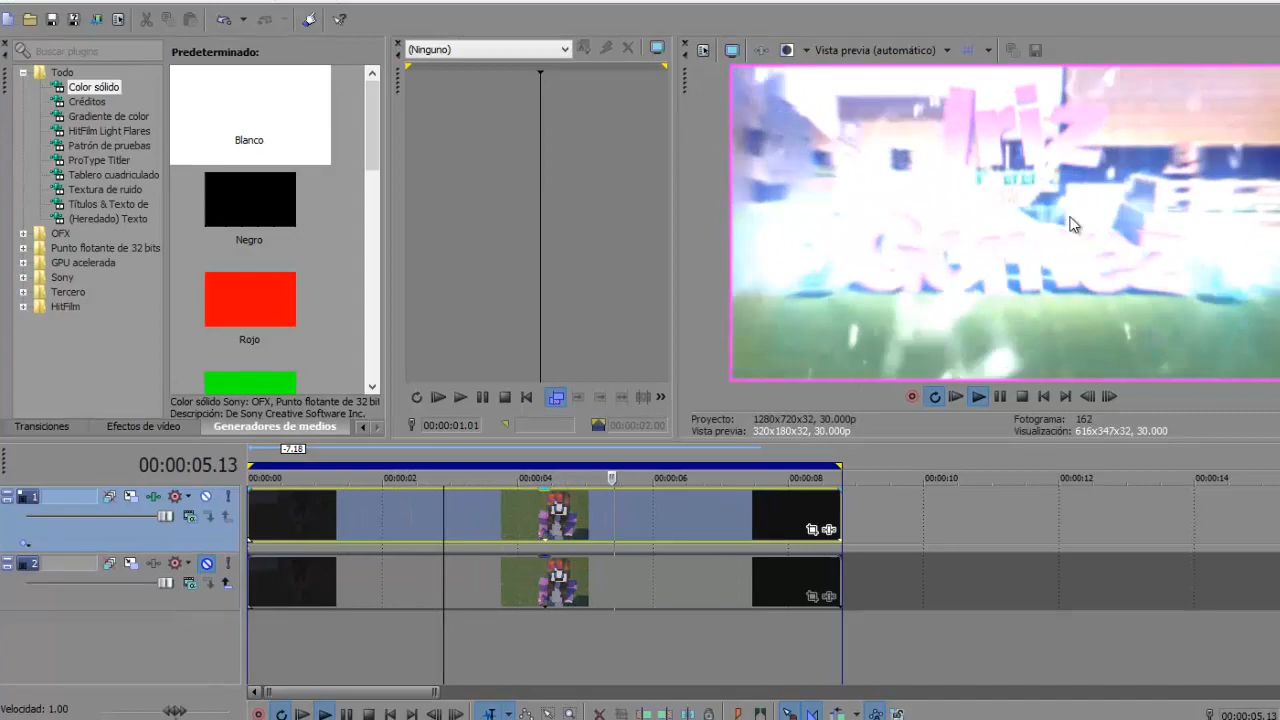 Buscar plugins
Predeterminado:
(Ninguno)
Vista previa (automático)
Todo
Color sólido
Créditos
Gradiente de color
HitFilm Light Flares
Patrón de pruebas
ProType Titler
Tablero cuadriculado
Textura de ruido
Títulos & Texto de
(Heredado) Texto
OFX
Punto flotante de 32 bits
GPU acelerada
Sony
Tercero
HitFilm
Blanco
Negro
Rojo
Color sólido Sony: OFX, Punto flotante de 32 bit
Descripción: De Sony Creative Software Inc.
Transiciones
Efectos de vídeo
Generadores de medios
00:00:01.01
00:00:02.00
Proyecto: 1280x720x32, 30.000p
Vista previa: 320x180x32, 30.000p
Fotograma: 162
Visualización: 616x347x32, 30.000
-7.18
00:00:05.13
00:00:00
00:00:02
00:00:04
00:00:06
00:00:08
00:00:10
00:00:12
00:00:14
1
2
Velocidad: 1.00
00:00:05.13